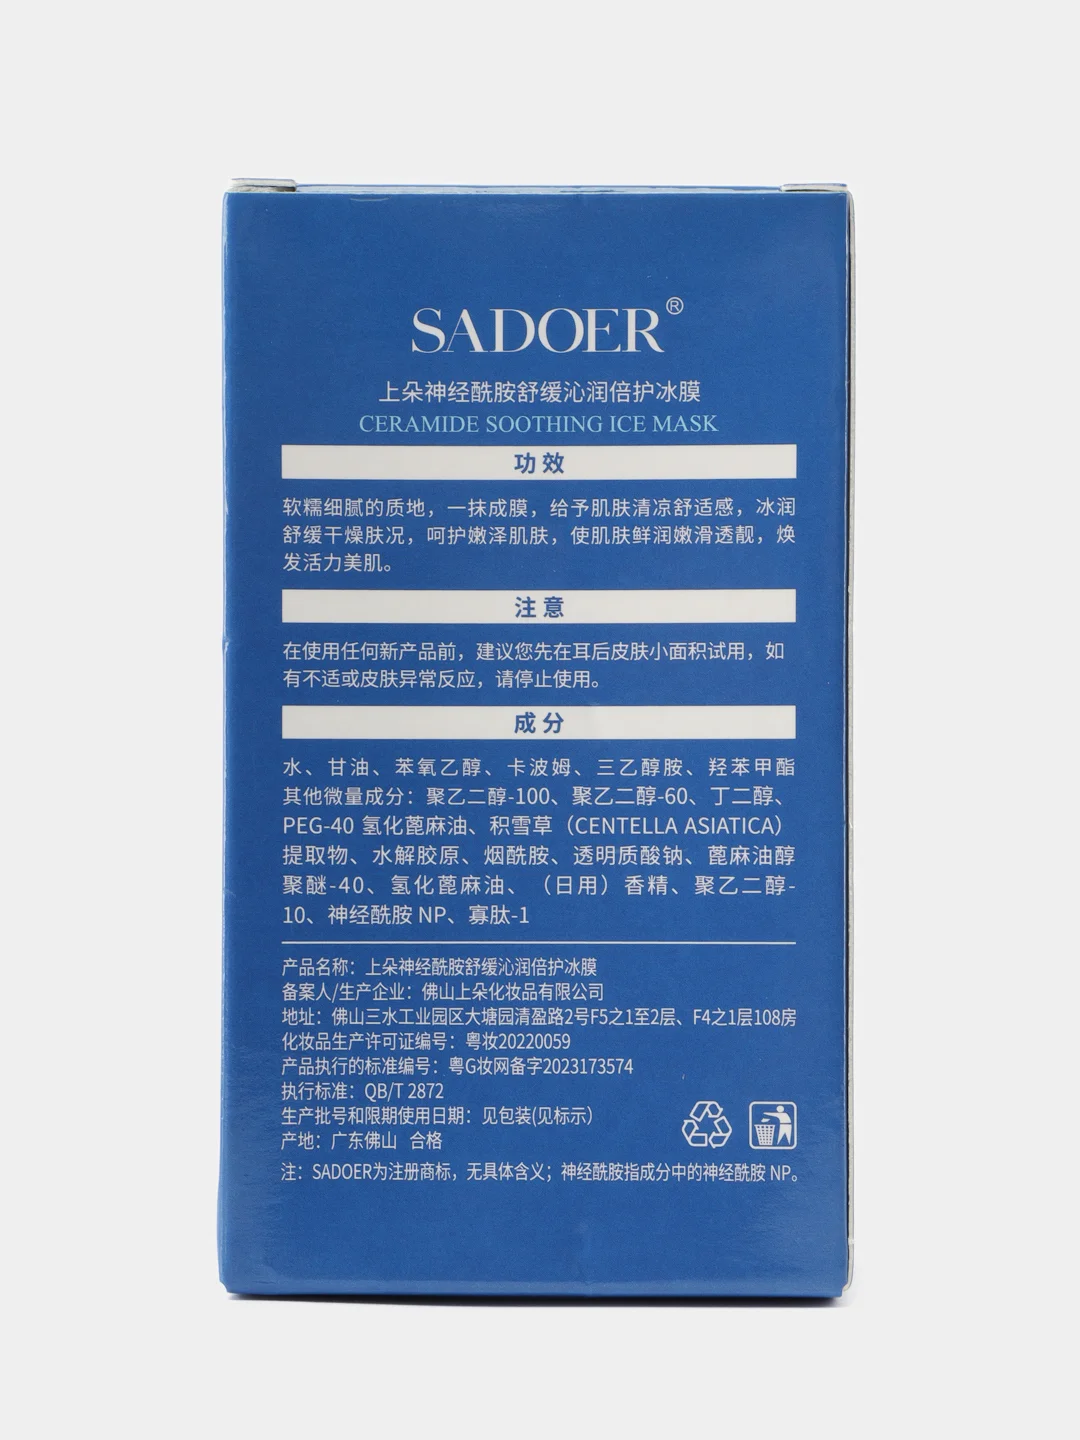 SADOER®
上朵神经酰胺舒缓沁润倍护冰膜
CERAMIDE SOOTHING ICE MASK
功效
软糯细腻的质地，一抹成膜，给予肌肤清凉舒适感，冰润
舒缓干燥肤况，呵护嫩泽肌肤，使肌肤鲜润嫩滑透靓，焕
发活力美肌。
注意
在使用任何新产品前，建议您先在耳后皮肤小面积试用，如
有不适或皮肤异常反应，请停止使用。
成分
水、甘油、苯氧乙醇、卡波姆、三乙醇胺、羟苯甲酯
其他微量成分：聚乙二醇-100、聚乙二醇-60、丁二醇、
PEG-40 氢化蓖麻油、积雪草（CENTELLA ASIATICA）
提取物、水解胶原、烟酰胺、透明质酸钠、蓖麻油醇
聚醚-40、氢化蓖麻油、（日用）香精、聚乙二醇-
10、神经酰胺 NP、寡肽-1
产品名称：上朵神经酰胺舒缓沁润倍护冰膜
备案人/生产企业：佛山上朵化妆品有限公司
地址：佛山三水工业园区大塘园清盈路2号F5之1至2层、F4之1层108房
化妆品生产许可证编号：粤妆20220059
产品执行的标准编号：粤G妆网备字2023173574
执行标准：QB/T 2872
生产批号和限期使用日期：见包装(见标示）
产地：广东佛山 合格
注：SADOER为注册商标，无具体含义；神经酰胺指成分中的神经酰胺 NP。